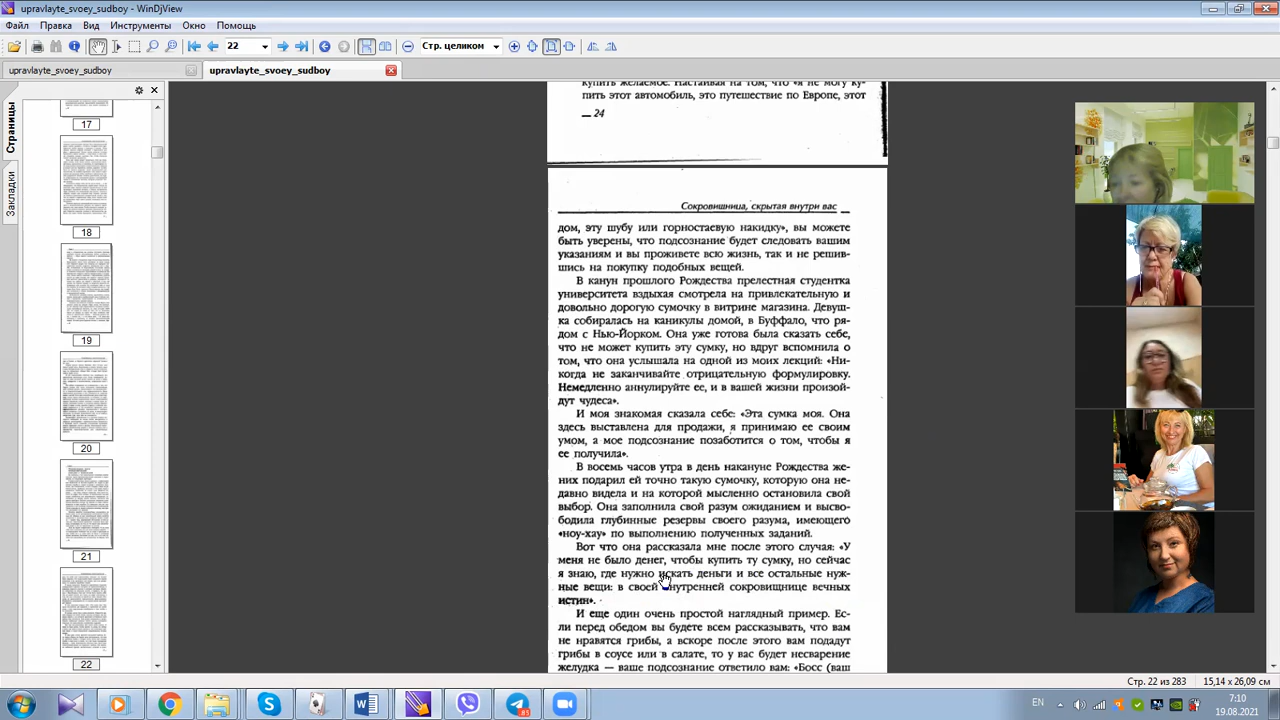 upravlayte_svoey_sudboy - WinDjView
Файл Правка Вид Инструменты Окно Помощь
22 Стр. целиком
upravlayte_svoey_sudboy upravlayte_svoey_sudboy
Страницы
Закладки
17
18
19
20
21
22
купить желаемое. Настаивая на том, что «я не могу ку-
пить этот автомобиль, это путешествие по Европе, этот
24
Сокровищница, скрытая внутри вас
дом, эту шубу или горностаевую накидку», вы можете
быть уверены, что подсознание будет следовать вашим
указаниям и вы проживете всю жизнь, так и не решив-
шись на покупку подобных вещей.
В канун прошлого Рождества прелестная студентка
университета вздыхая смотрела на привлекательную и
довольно дорогую сумочку в витрине магазина. Девуш-
ка собиралась на каникулы домой, в Буффало, что ря-
дом с Нью-Йорком. Она уже готова была сказать себе,
что не может купить эту сумку, но вдруг вспомнила о
том, что она услышала на одной из моих лекций: «Ни-
когда не заканчивайте отрицательную формулировку.
Немедленно аннулируйте ее, и в вашей жизни произой-
дут чудеса».
И моя знакомая сказала себе: «Эта сумка моя. Она
здесь выставлена для продажи, я принимаю ее своим
умом, а мое подсознание позаботится о том, чтобы я
ее получила».
В восемь часов утра в день накануне Рождества же-
них подарил ей точно такую сумочку, которую она не-
давно видела и на которой мысленно остановила свой
выбор. Она заполнила свой разум ожиданием и высво-
бодила глубинные резервы своего разума, имеющего
«ноу-хау» по выполнению полученных заданий.
Вот что она рассказала мне после этого случая: «У
меня не было денег, чтобы купить ту сумку, но сейчас
я знаю, где нужно искать деньги и все остальные нуж-
ные вещи: в своей внутренней сокровищнице вечных
истин».
И еще один очень простой наглядный пример. Ес-
ли перед обедом вы будете всем рассказывать, что вам
не нравятся грибы, а вскоре после этого вам подадут
грибы в соусе или в салате, то у вас будет несварение
желудка — ваше подсознание ответило вам: «Босс (ваш
Стр. 22 из 283 15,14 x 26,09 см
EN 7:10
19.08.2021